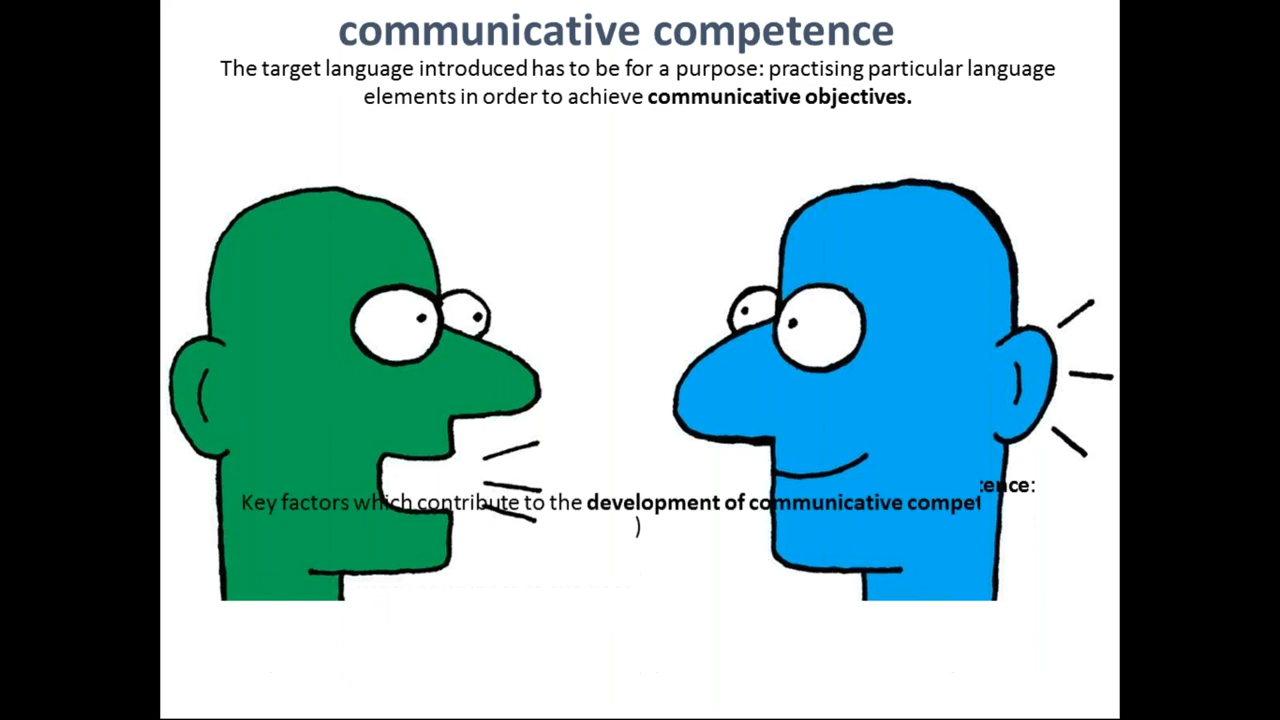 communicative competence
The target language introduced has to be for a purpose: practising particular language
elements in order to achieve communicative objectives.
Key factors which contribute to the development of communicative competence:
)